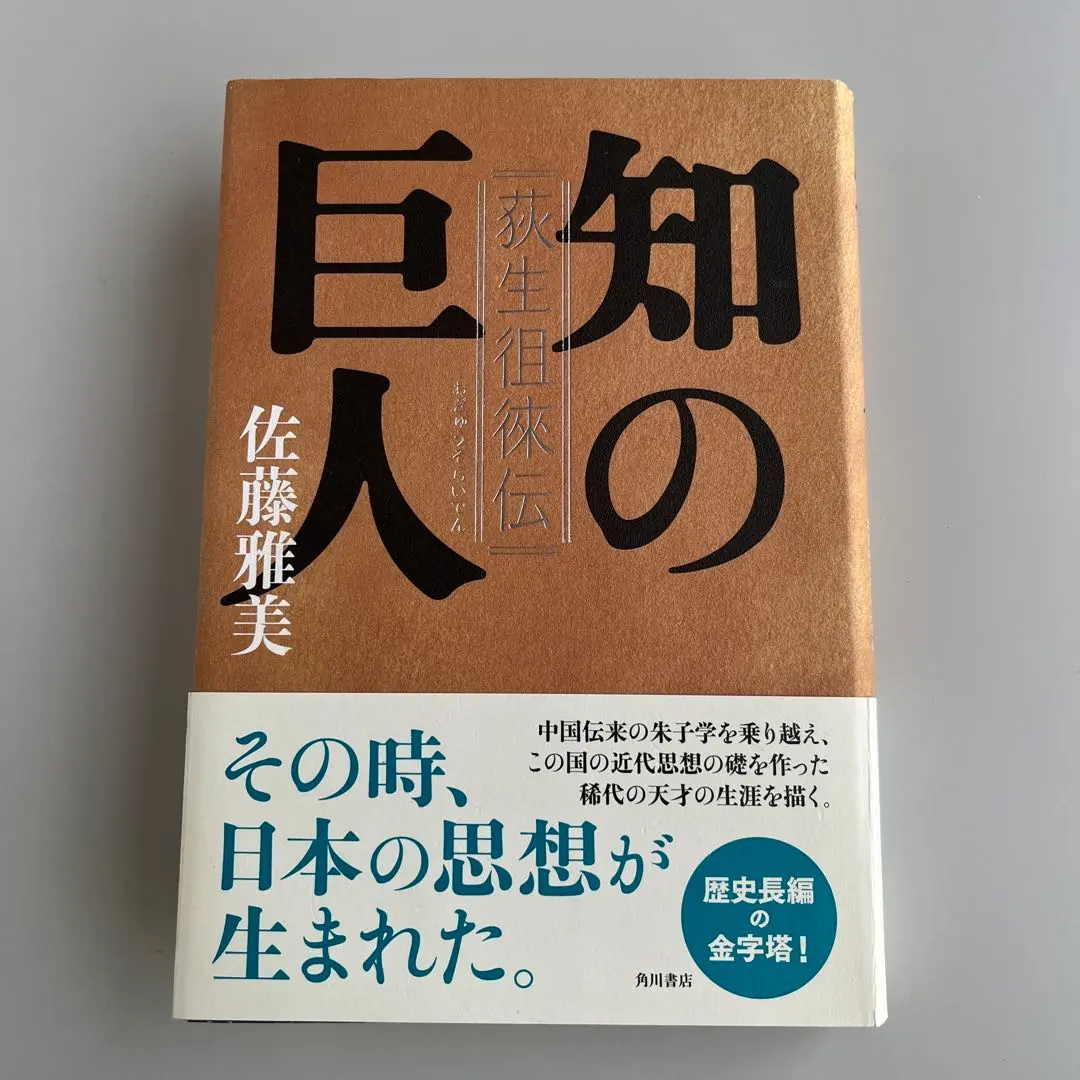 知の
巨人
荻生徂徠伝
おぎゅうそらいでん
佐藤雅美
中国伝来の朱子学を乗り越え、
この国の近代思想の礎を作った
稀代の天才の生涯を描く。
その時、
日本の思想が
生まれた。
歴史長編
の
金字塔!
角川書店